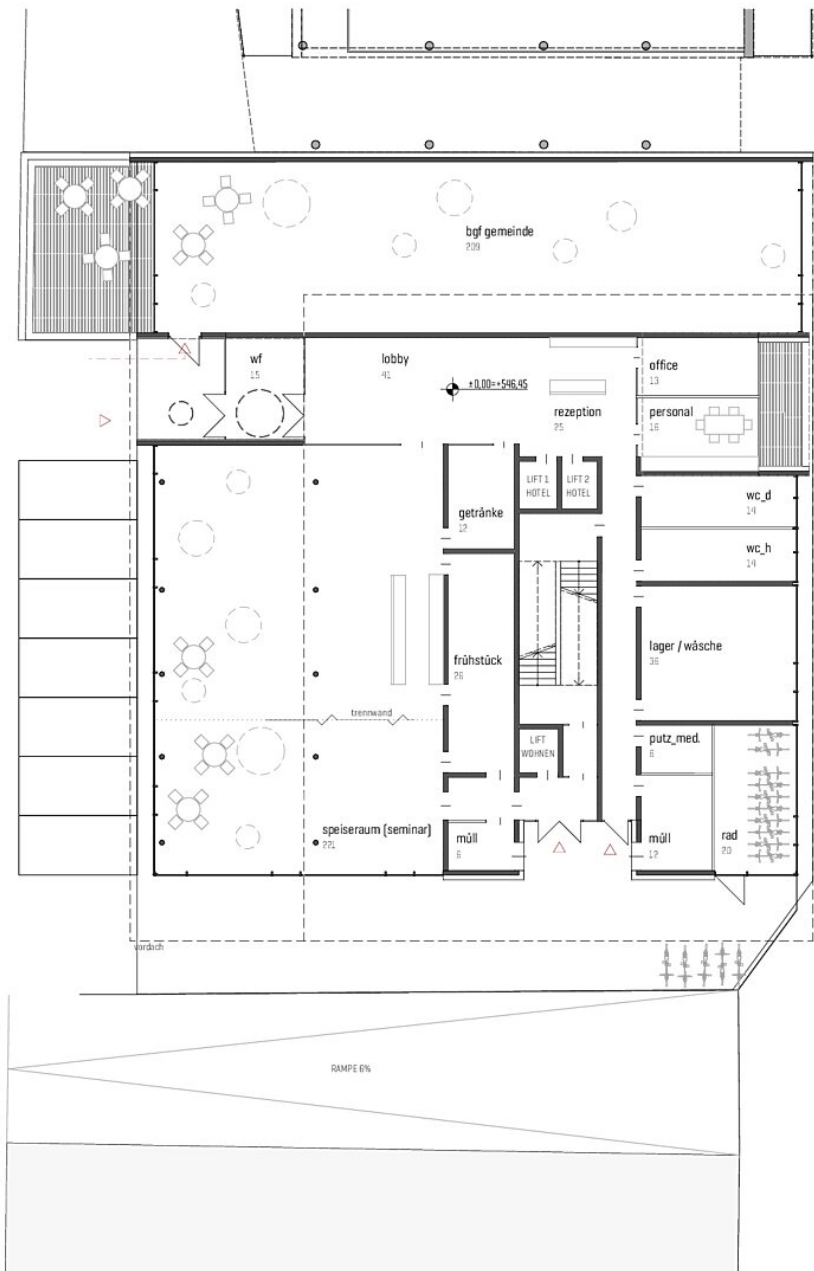 bgf gemeinde
209
wf
15
lobby
41
±0,00=+546,45
office
13
rezeption
25
personal
16
LIFT 1
HOTEL
LIFT 2
HOTEL
getränke
12
wc_d
14
wc_h
14
frühstück
26
lager / wäsche
36
trennwand
LIFT
WOHNEN
putz_med.
6
speiseraum (seminar)
221
müll
6
müll
12
rad
20
vordach
RAMPE 6%